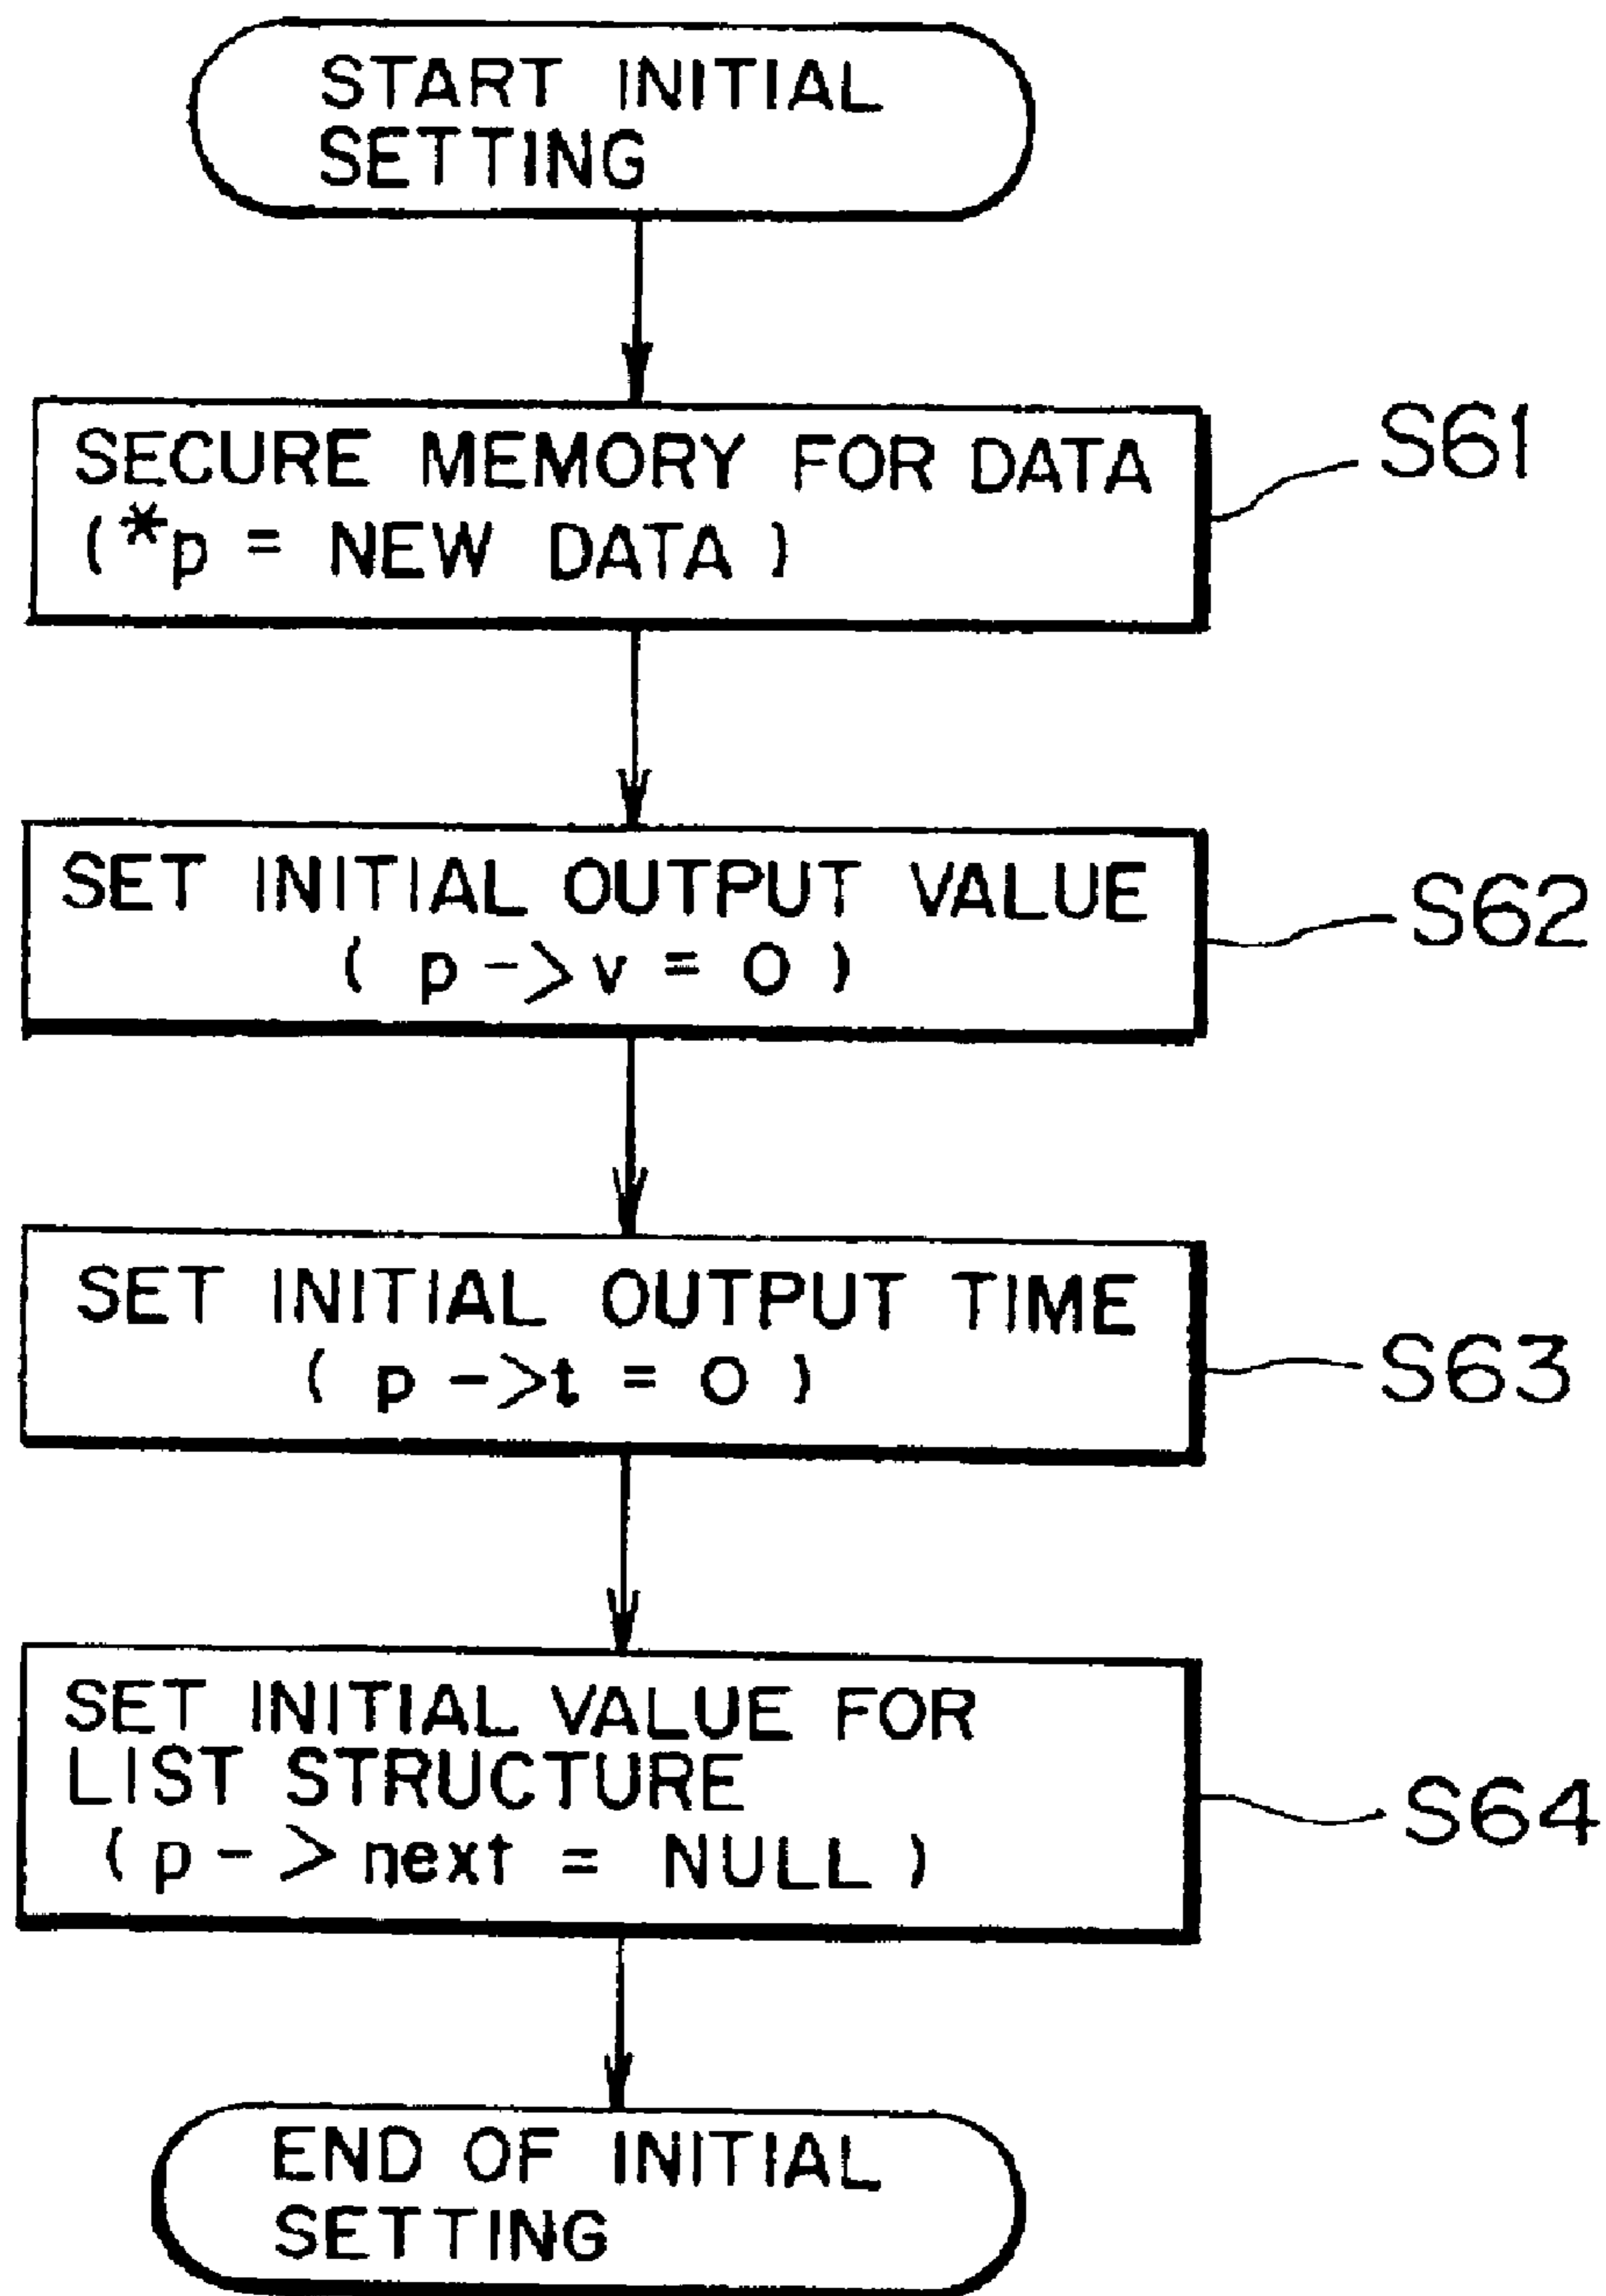 START INITIAL
SETTING
SECURE MEMORY FOR DATA
(*p = NEW DATA)
S61
SET INITIAL OUTPUT VALUE
( p -> v = 0 )
S62
SET INITIAL OUTPUT TIME
( p -> t = 0 )
S63
SET INITIAL VALUE FOR
LIST STRUCTURE
( p -> next = NULL )
S64
END OF INITIAL
SETTING